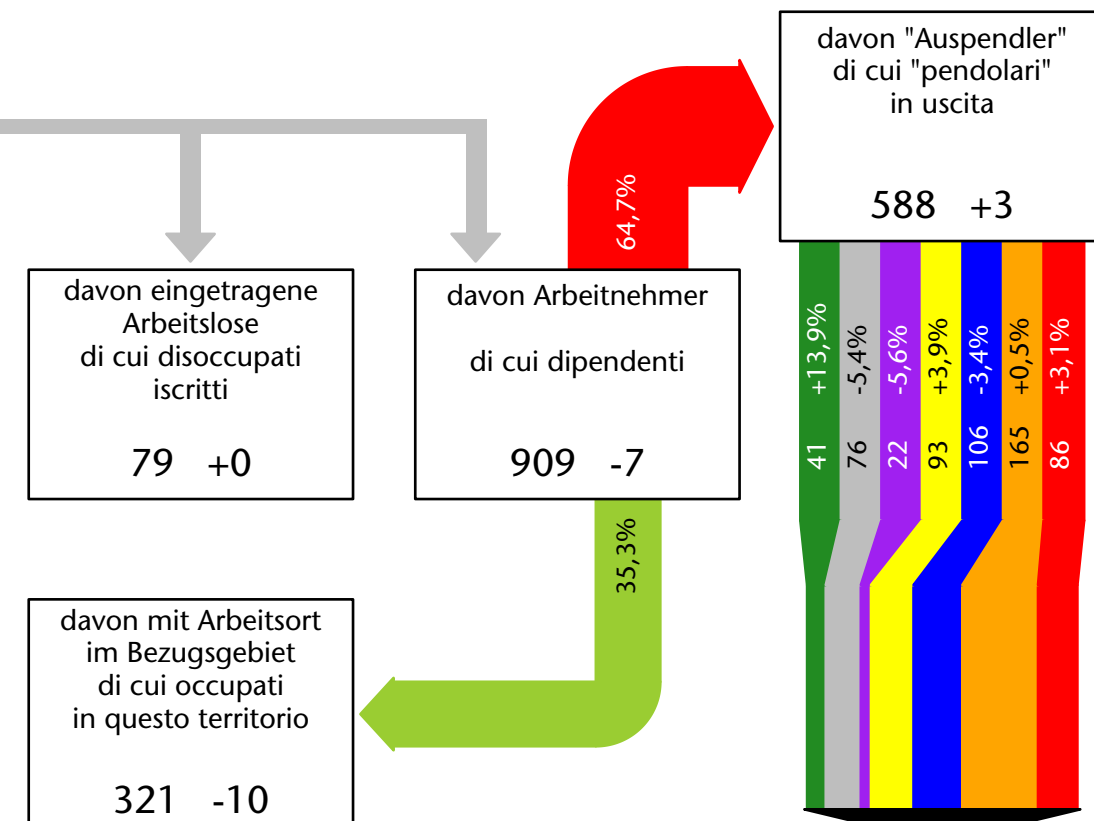 davon "Auspendler"
di cui "pendolari"
in uscita
588 +3
64,7%
davon eingetragene
Arbeitslose
di cui disoccupati
iscritti
79 +0
davon Arbeitnehmer
di cui dipendenti
909 -7
41 +13,9%
76 -5,4%
22 -5,6%
93 +3,9%
106 -3,4%
165 +0,5%
86 +3,1%
35,3%
davon mit Arbeitsort
im Bezugsgebiet
di cui occupati
in questo territorio
321 -10